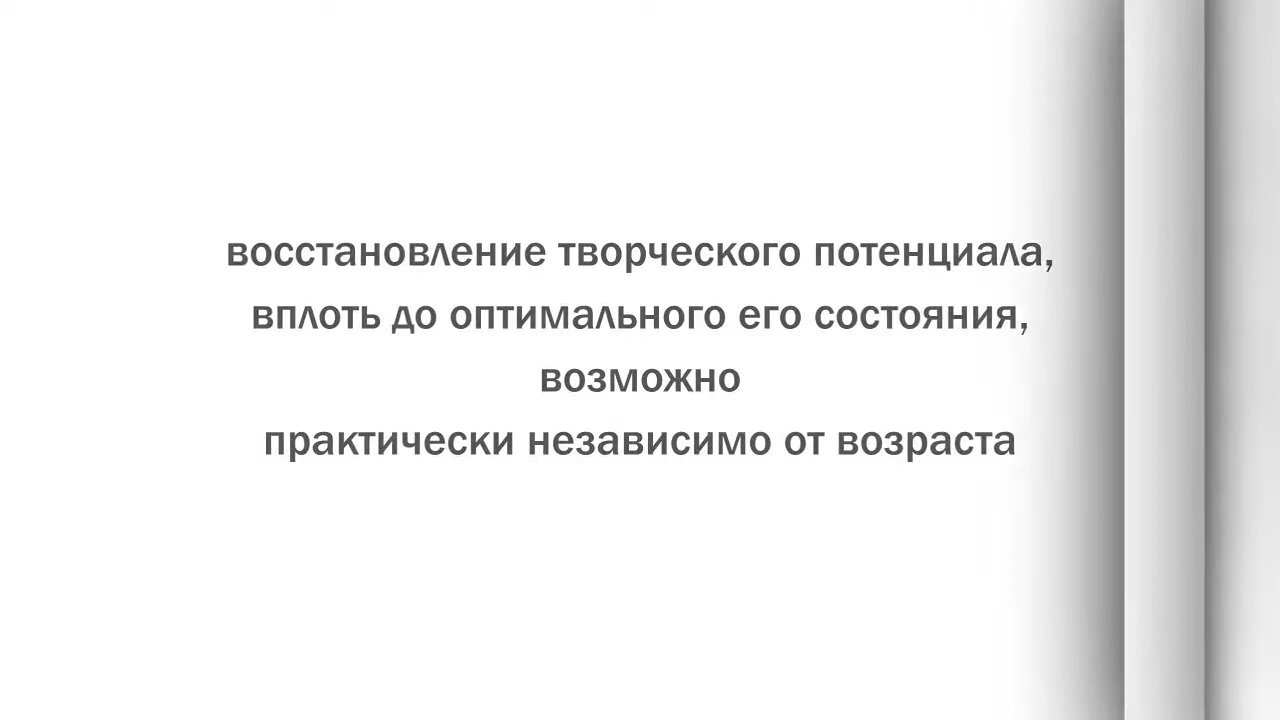 восстановление творческого потенциала,
вплоть до оптимального его состояния,
возможно
практически независимо от возраста